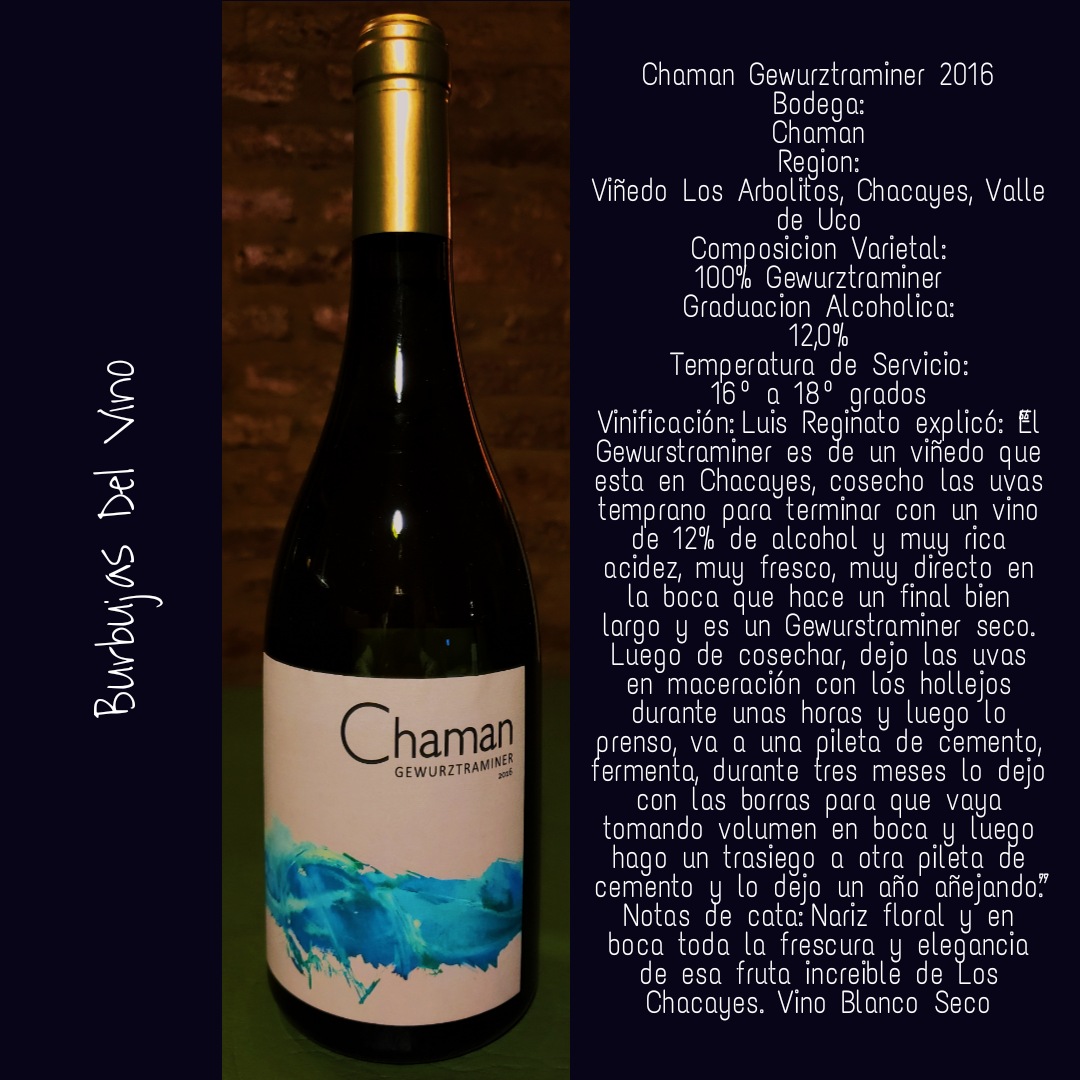 Burbujas Del Vino
Chaman
GEWURZTRAMINER
2016
Chaman Gewurztraminer 2016
Bodega:
Chaman
Region:
Viñedo Los Arbolitos, Chacayes, Valle
de Uco
Composicion Varietal:
100% Gewurztraminer
Graduacion Alcoholica:
12,0%
Temperatura de Servicio:
16º a 18º grados
Vinificación: Luis Reginato explicó: “El
Gewurstraminer es de un viñedo que
esta en Chacayes, cosecho las uvas
temprano para terminar con un vino
de 12% de alcohol y muy rica
acidez, muy fresco, muy directo en
la boca que hace un final bien
largo y es un Gewurstraminer seco.
Luego de cosechar, dejo las uvas
en maceración con los hollejos
durante unas horas y luego lo
prenso, va a una pileta de cemento,
fermenta, durante tres meses lo dejo
con las borras para que vaya
tomando volumen en boca y luego
hago un trasiego a otra pileta de
cemento y lo dejo un año añejando.”
Notas de cata: Nariz floral y en
boca toda la frescura y elegancia
de esa fruta increible de Los
Chacayes. Vino Blanco Seco